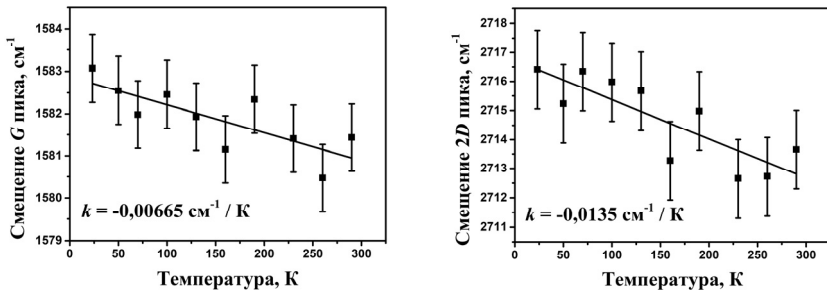 Смещение G пика, см⁻¹
1584
1583
1582
1581
1580
1579
k = -0,00665 см⁻¹ / К
0 50 100 150 200 250 300
Температура, К
Смещение 2D пика, см⁻¹
2718
2717
2716
2715
2714
2713
2712
2711
k = -0,0135 см⁻¹ / К
0 50 100 150 200 250 300
Температура, К